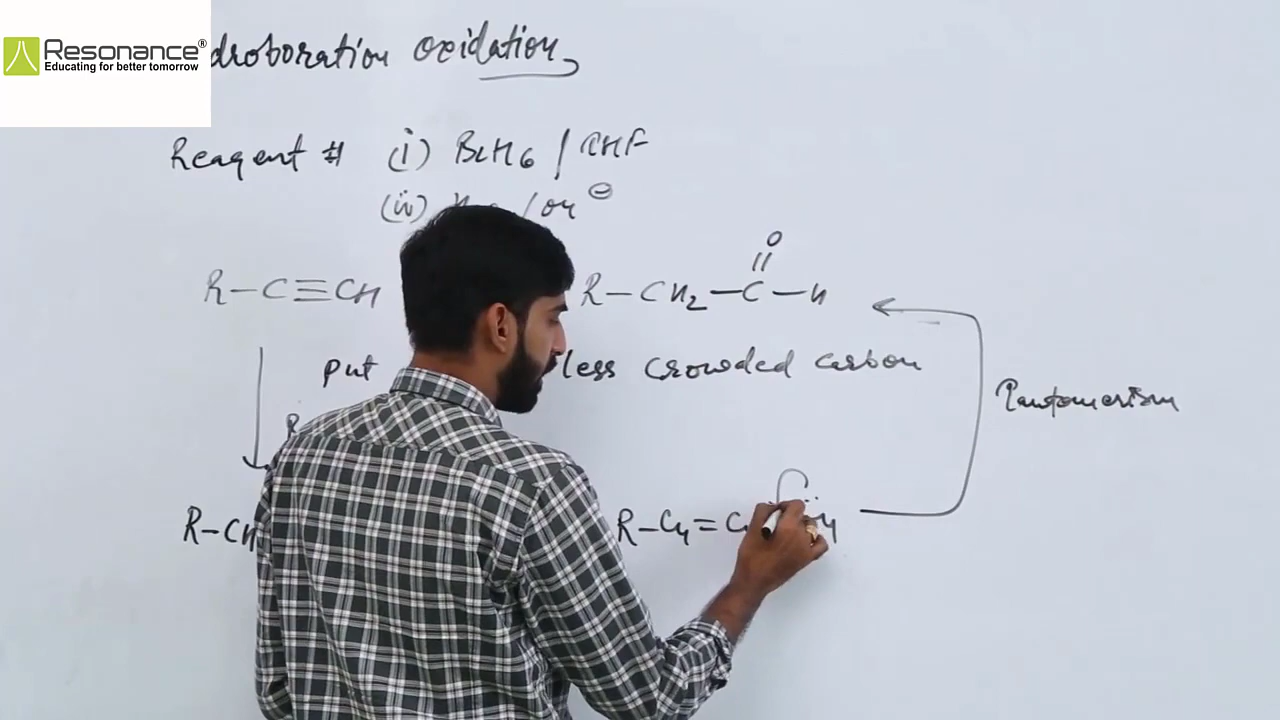 Resonance®
Educating for better tomorrow
droboration oxidation
Reagent # (i) B2H6 / THF
(ii) / OH ⊖
R-C≡CH R-CH2-C-H
O
put less crowded carbon
Tautomerism
R-CH R-CH=C